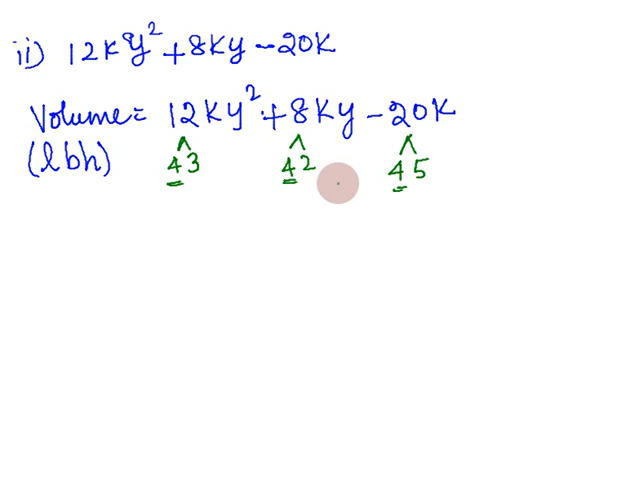 ii) 12Ky² + 8Ky - 20K
Volume = 12Ky² + 8Ky - 20K
(lbh) 4 3 4 2 4 5